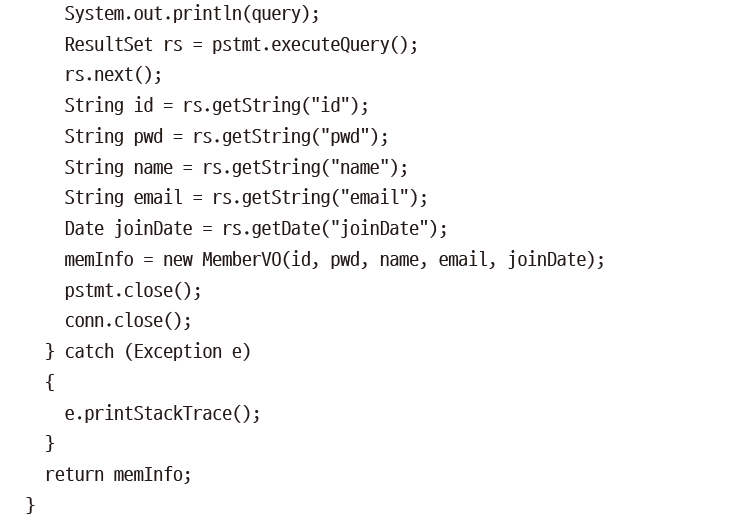 System.out.println(query);
ResultSet rs = pstmt.executeQuery();
rs.next();
String id = rs.getString("id");
String pwd = rs.getString("pwd");
String name = rs.getString("name");
String email = rs.getString("email");
Date joinDate = rs.getDate("joinDate");
memInfo = new MemberVO(id, pwd, name, email, joinDate);
pstmt.close();
conn.close();
} catch (Exception e)
{
e.printStackTrace();
}
return memInfo;
}